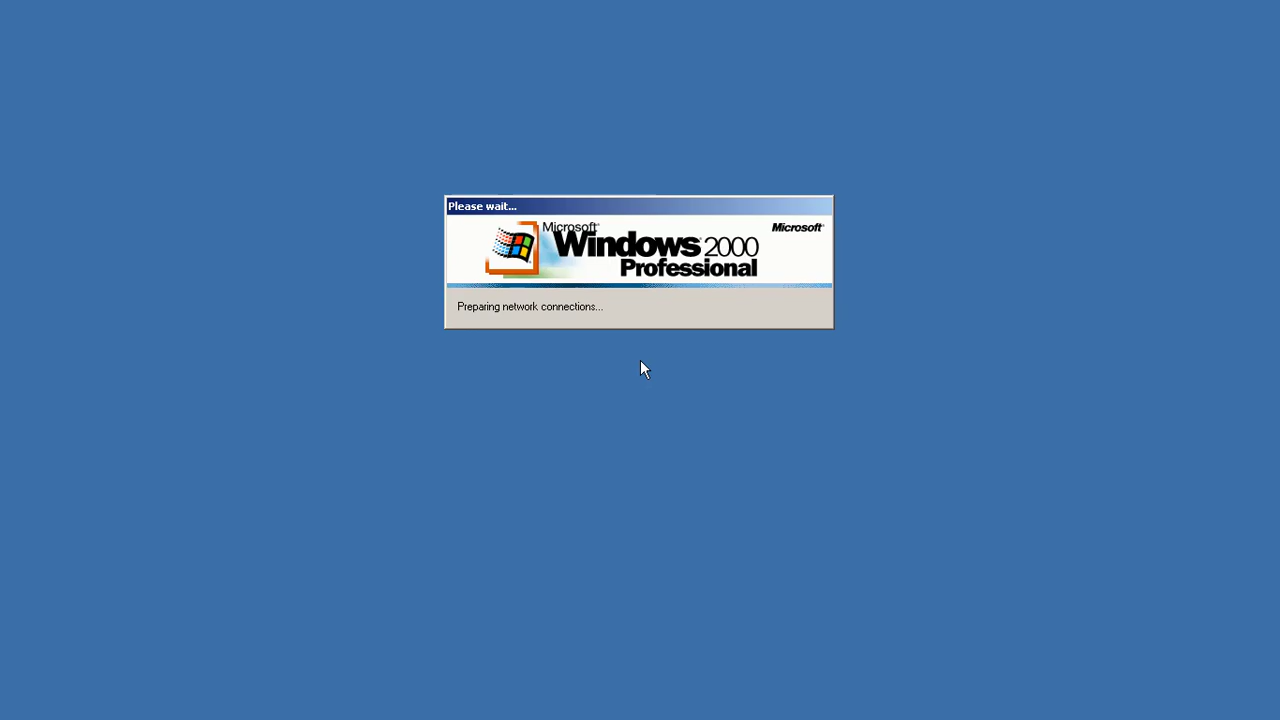 Please wait...
Microsoft®
Microsoft®
Windows 2000
Professional
Preparing network connections...